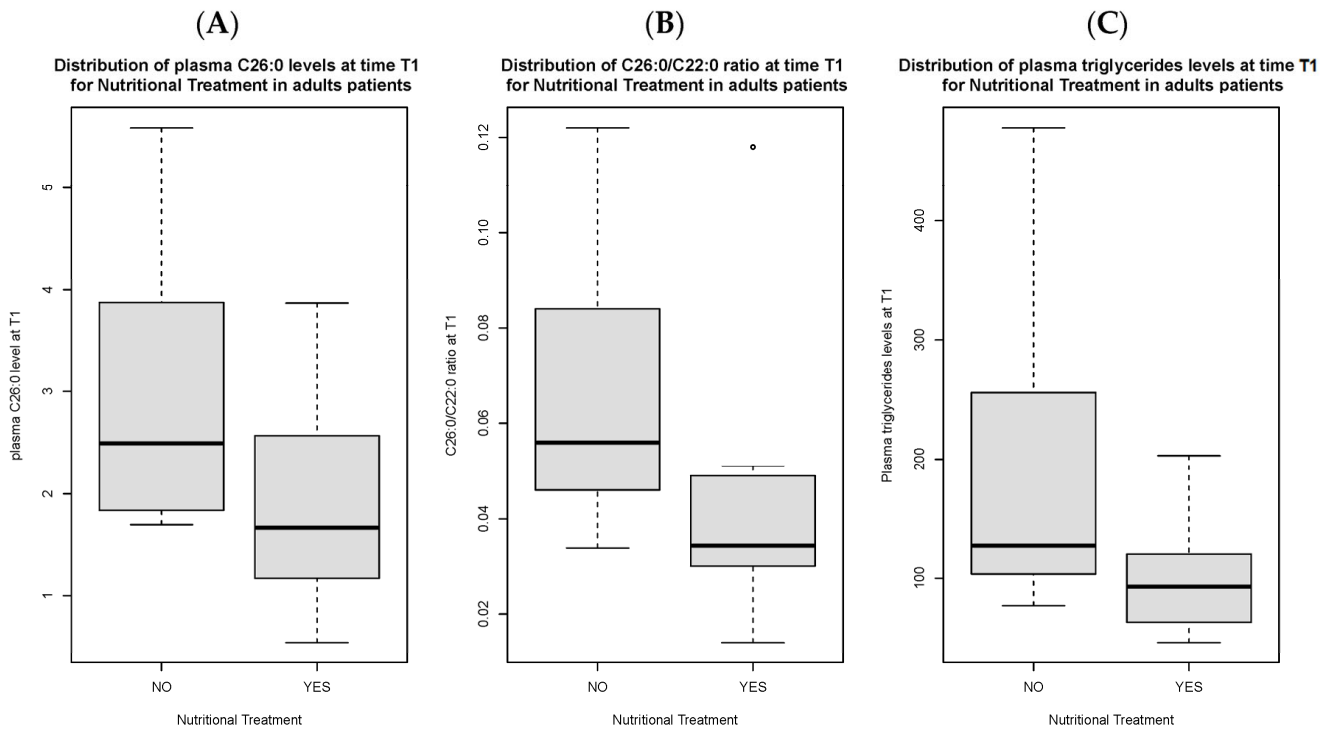 (A)
Distribution of plasma C26:0 levels at time T1
for Nutritional Treatment in adults patients
plasma C26:0 level at T1
5
4
3
2
1
NO
YES
Nutritional Treatment
(B)
Distribution of C26:0/C22:0 ratio at time T1
for Nutritional Treatment in adults patients
C26:0/C22:0 ratio at T1
0.12
0.10
0.08
0.06
0.04
0.02
NO
YES
Nutritional Treatment
(C)
Distribution of plasma triglycerides levels at time T1
for Nutritional Treatment in adults patients
Plasma triglycerides levels at T1
400
300
200
100
NO
YES
Nutritional Treatment